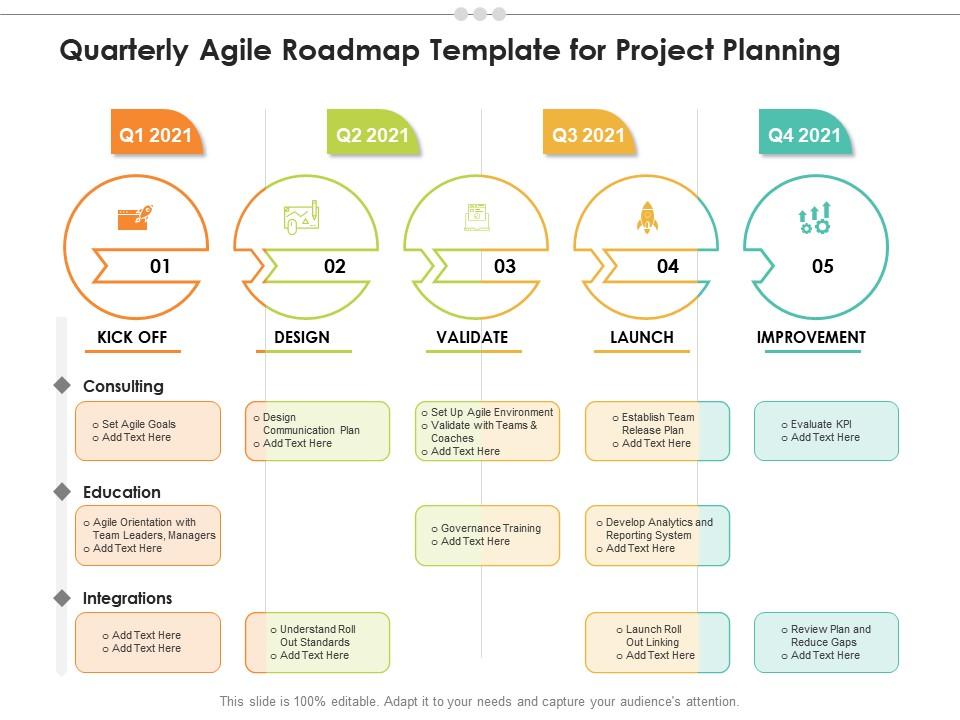 Quarterly Agile Roadmap Template for Project Planning
Q1 2021
Q2 2021
Q3 2021
Q4 2021
01
02
03
04
05
KICK OFF
DESIGN
VALIDATE
LAUNCH
IMPROVEMENT
Consulting
Set Agile Goals
Add Text Here
Design
Communication Plan
Add Text Here
Set Up Agile Environment
Validate with Teams &
Coaches
Add Text Here
Establish Team
Release Plan
Add Text Here
Evaluate KPI
Add Text Here
Education
Agile Orientation with
Team Leaders, Managers
Add Text Here
Governance Training
Add Text Here
Develop Analytics and
Reporting System
Add Text Here
Integrations
Add Text Here
Add Text Here
Understand Roll
Out Standards
Add Text Here
Launch Roll
Out Linking
Add Text Here
Review Plan and
Reduce Gaps
Add Text Here
This slide is 100% editable. Adapt it to your needs and capture your audience's attention.